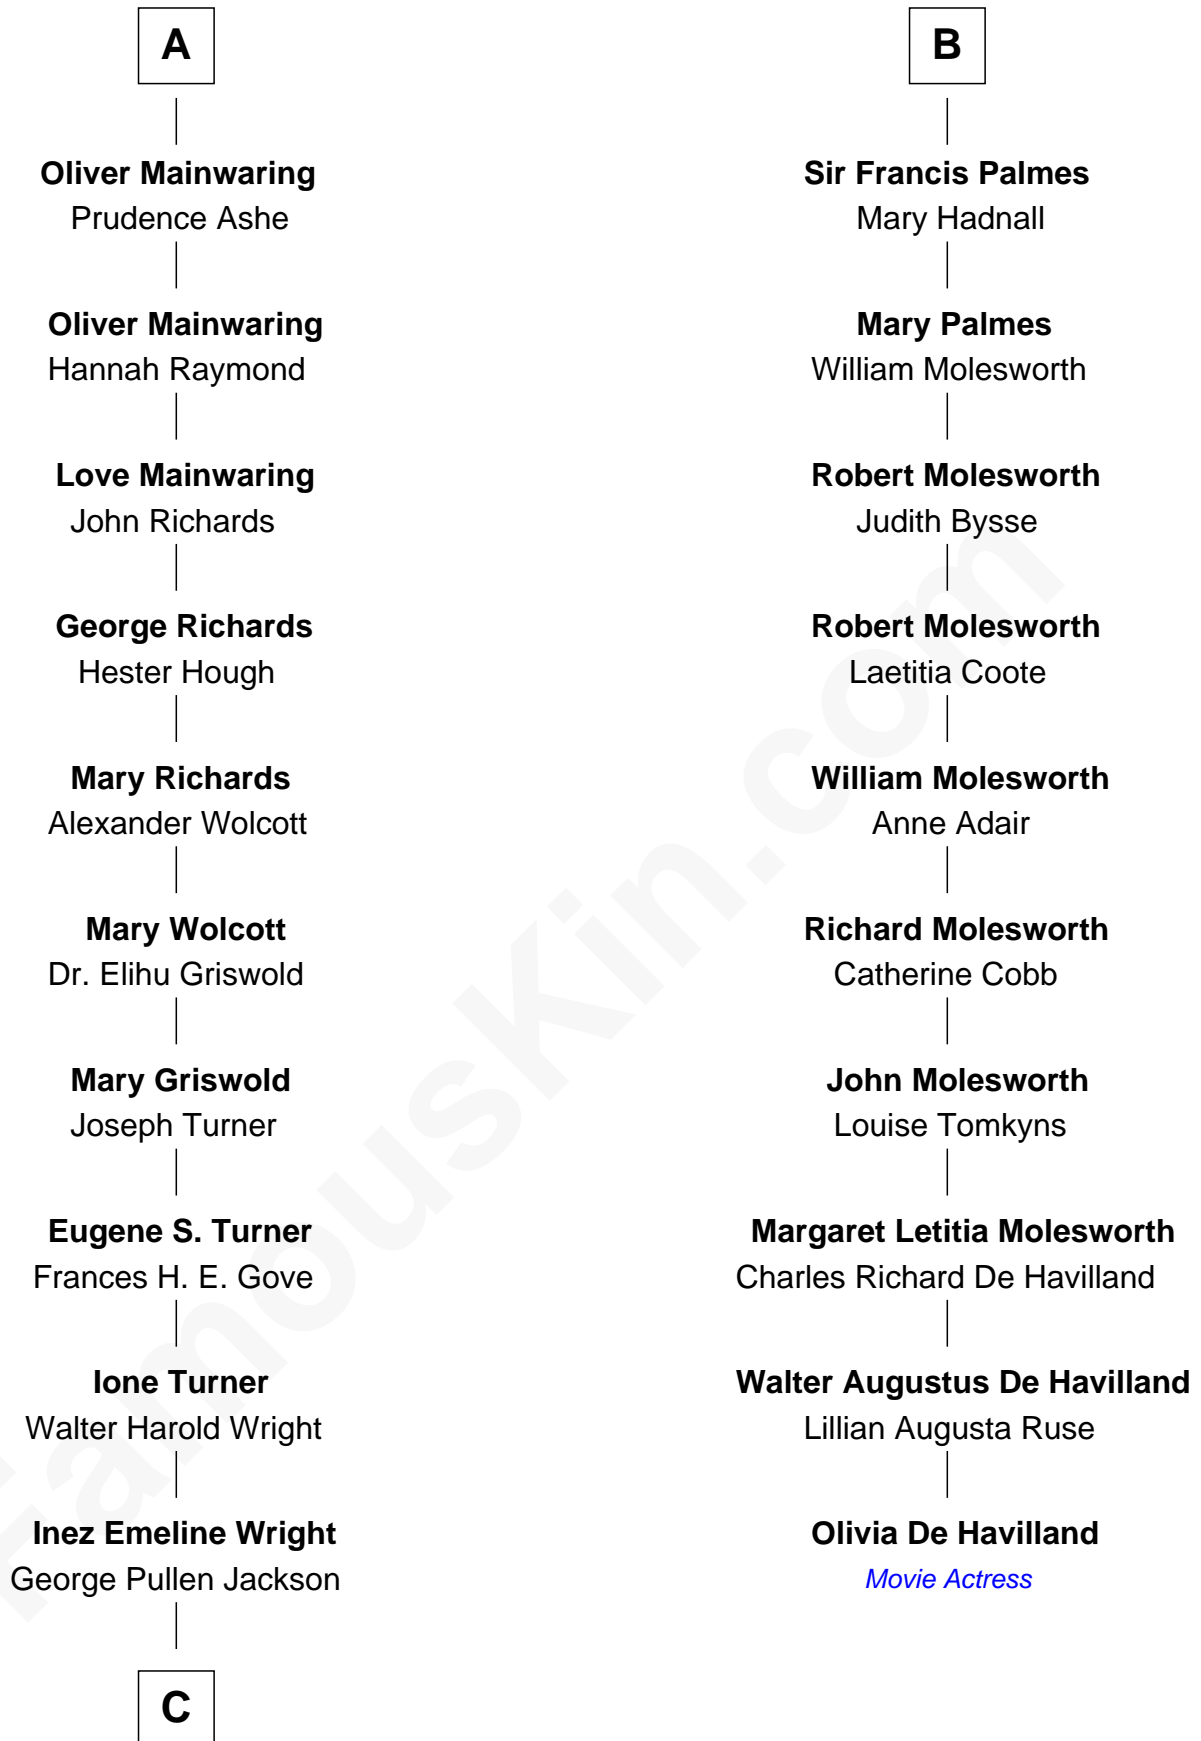 A
Oliver Mainwaring
Prudence Ashe
Oliver Mainwaring
Hannah Raymond
Love Mainwaring
John Richards
George Richards
Hester Hough
Mary Richards
Alexander Wolcott
Mary Wolcott
Dr. Elihu Griswold
Mary Griswold
Joseph Turner
Eugene S. Turner
Frances H. E. Gove
Ione Turner
Walter Harold Wright
Inez Emeline Wright
George Pullen Jackson
C
B
Sir Francis Palmes
Mary Hadnall
Mary Palmes
William Molesworth
Robert Molesworth
Judith Bysse
Robert Molesworth
Laetitia Coote
William Molesworth
Anne Adair
Richard Molesworth
Catherine Cobb
John Molesworth
Louise Tomkyns
Margaret Letitia Molesworth
Charles Richard De Havilland
Walter Augustus De Havilland
Lillian Augusta Ruse
Olivia De Havilland
Movie Actress
FamousKin.com